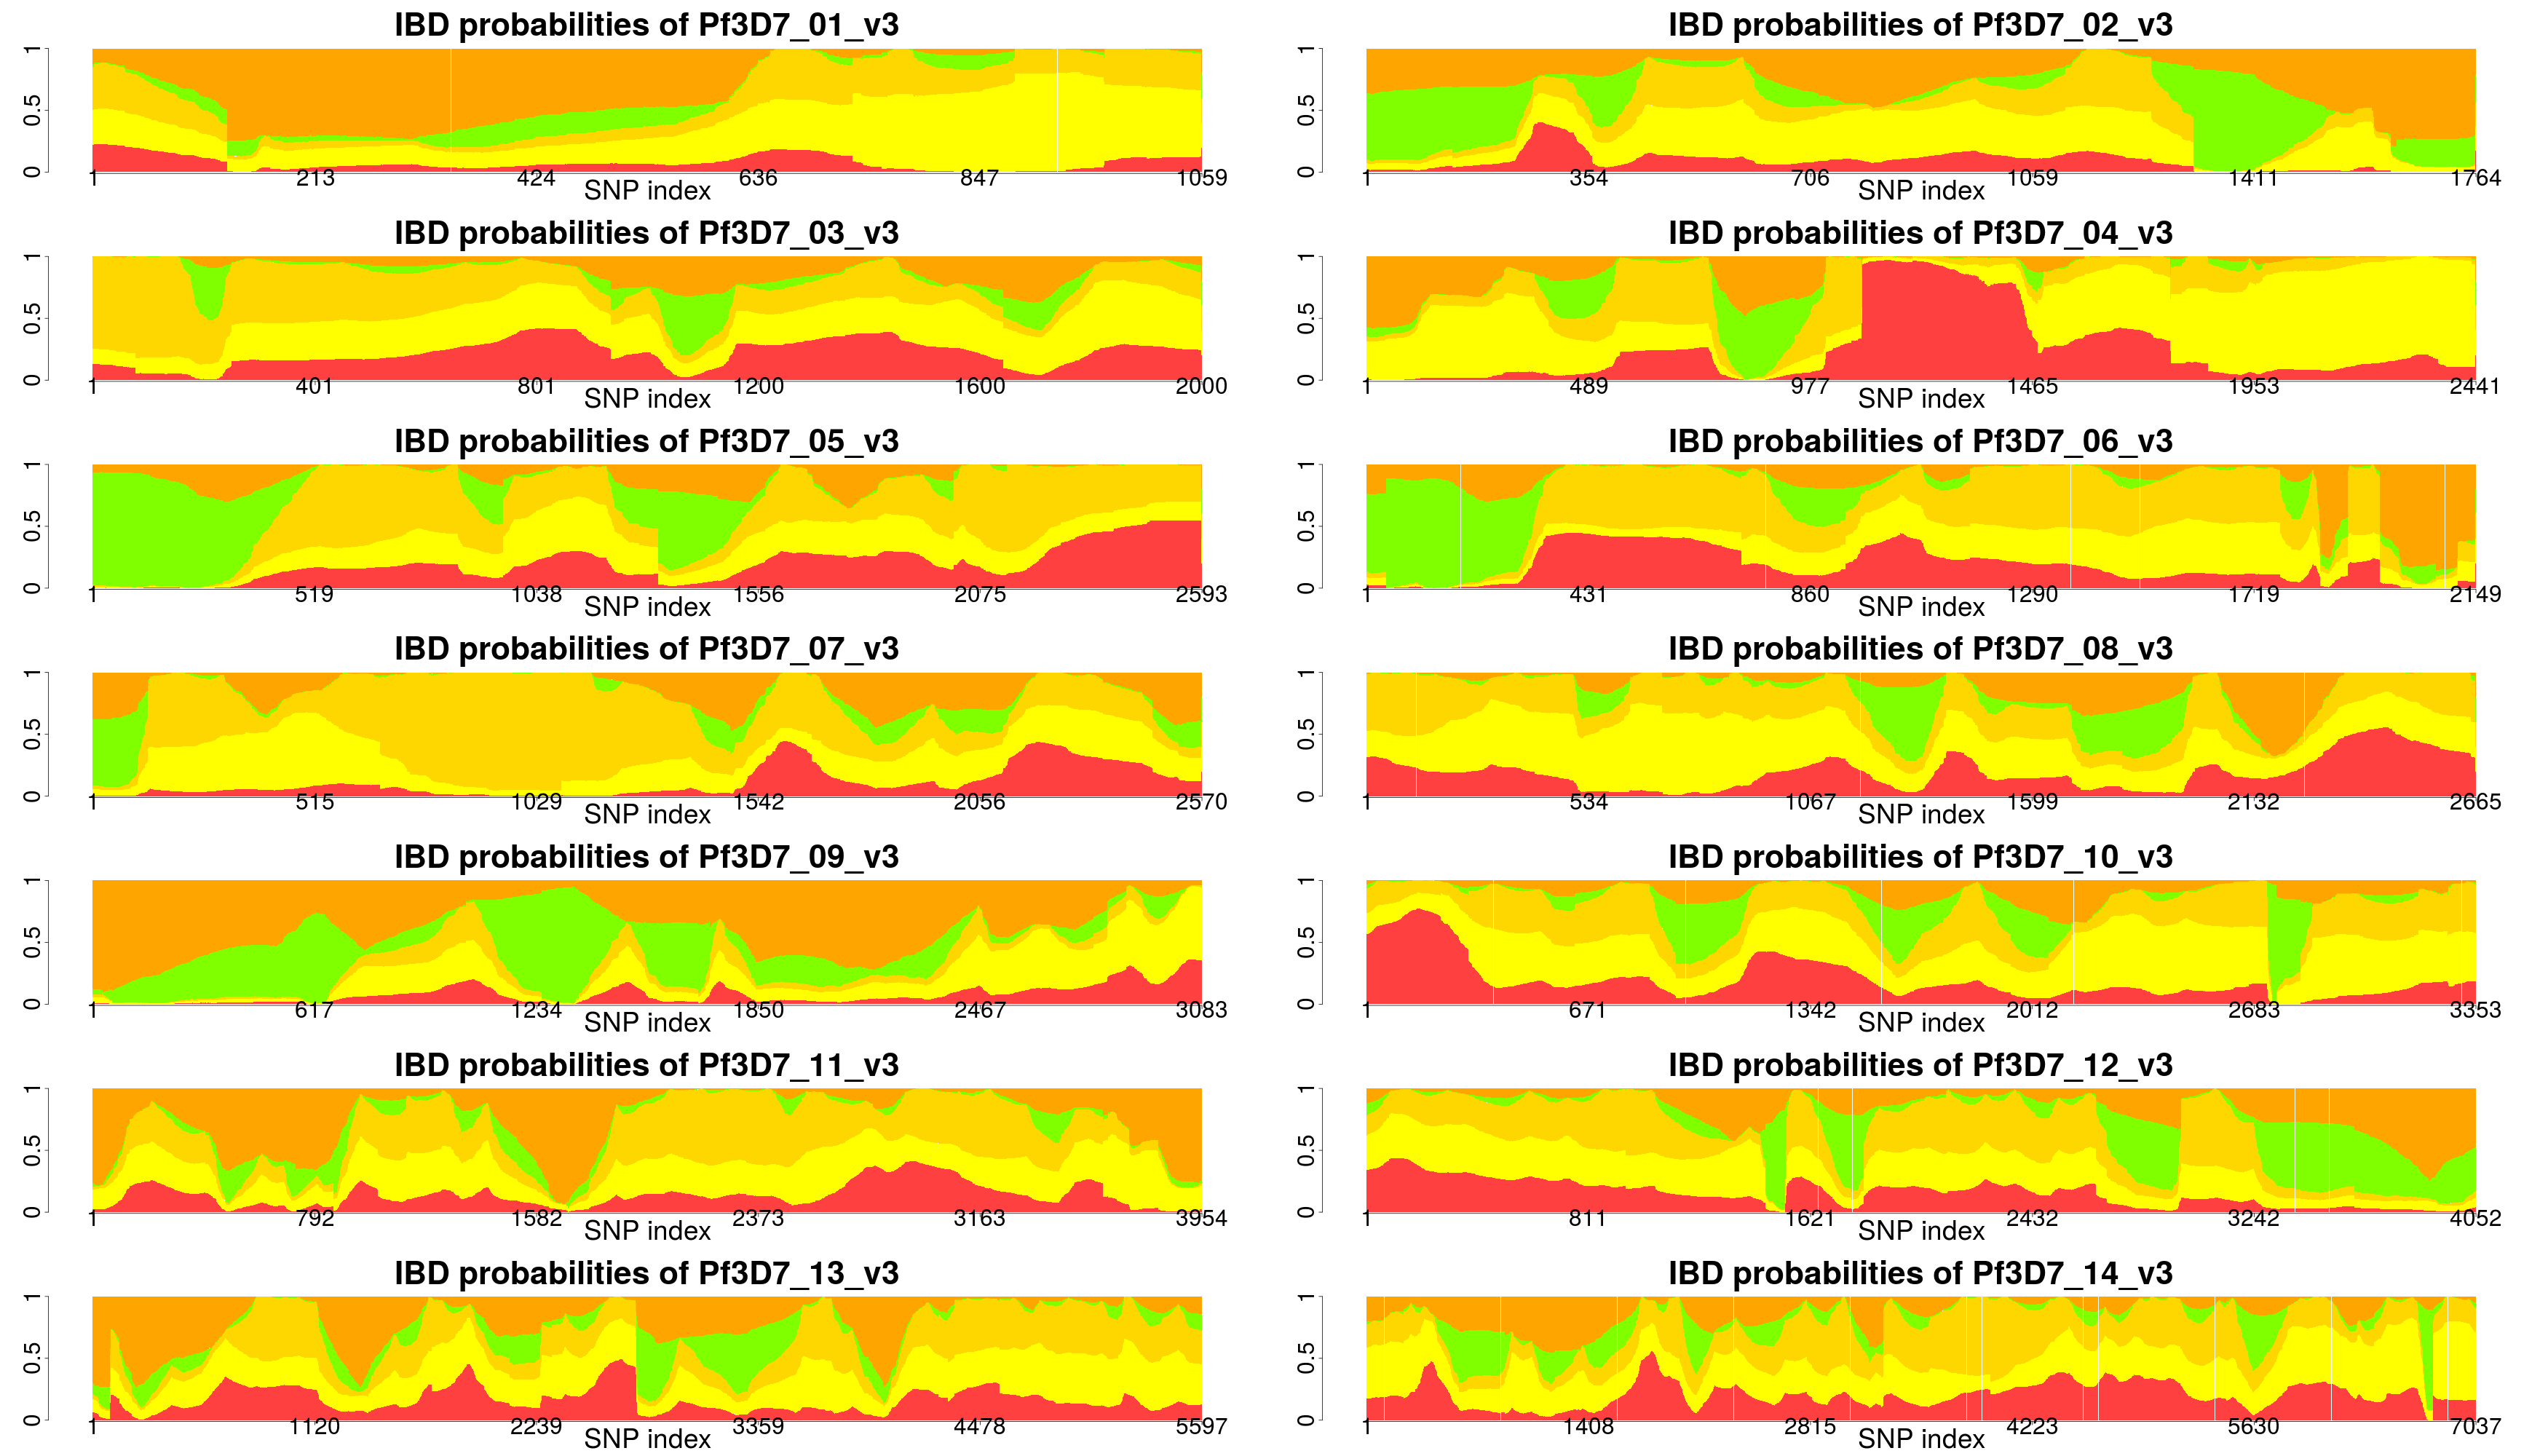 IBD probabilities of Pf3D7_01_v3
0 0.5 1
1 213 424 636 847 1059
SNP index
IBD probabilities of Pf3D7_02_v3
0 0.5 1
1 354 706 1059 1411 1764
SNP index
IBD probabilities of Pf3D7_03_v3
0 0.5 1
1 401 801 1200 1600 2000
SNP index
IBD probabilities of Pf3D7_04_v3
0 0.5 1
1 489 977 1465 1953 2441
SNP index
IBD probabilities of Pf3D7_05_v3
0 0.5 1
1 519 1038 1556 2075 2593
SNP index
IBD probabilities of Pf3D7_06_v3
0 0.5 1
1 431 860 1290 1719 2149
SNP index
IBD probabilities of Pf3D7_07_v3
0 0.5 1
1 515 1029 1542 2056 2570
SNP index
IBD probabilities of Pf3D7_08_v3
0 0.5 1
1 534 1067 1599 2132 2665
SNP index
IBD probabilities of Pf3D7_09_v3
0 0.5 1
1 617 1234 1850 2467 3083
SNP index
IBD probabilities of Pf3D7_10_v3
0 0.5 1
1 671 1342 2012 2683 3353
SNP index
IBD probabilities of Pf3D7_11_v3
0 0.5 1
1 792 1582 2373 3163 3954
SNP index
IBD probabilities of Pf3D7_12_v3
0 0.5 1
1 811 1621 2432 3242 4052
SNP index
IBD probabilities of Pf3D7_13_v3
0 0.5 1
1 1120 2239 3359 4478 5597
SNP index
IBD probabilities of Pf3D7_14_v3
0 0.5 1
1 1408 2815 4223 5630 7037
SNP index